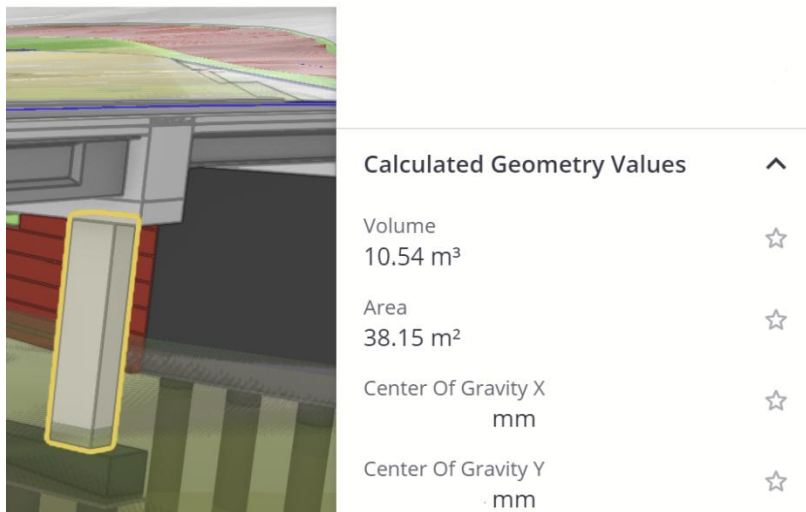 Calculated Geometry Values
Volume
10.54 m³
Area
38.15 m²
Center Of Gravity X
mm
Center Of Gravity Y
mm